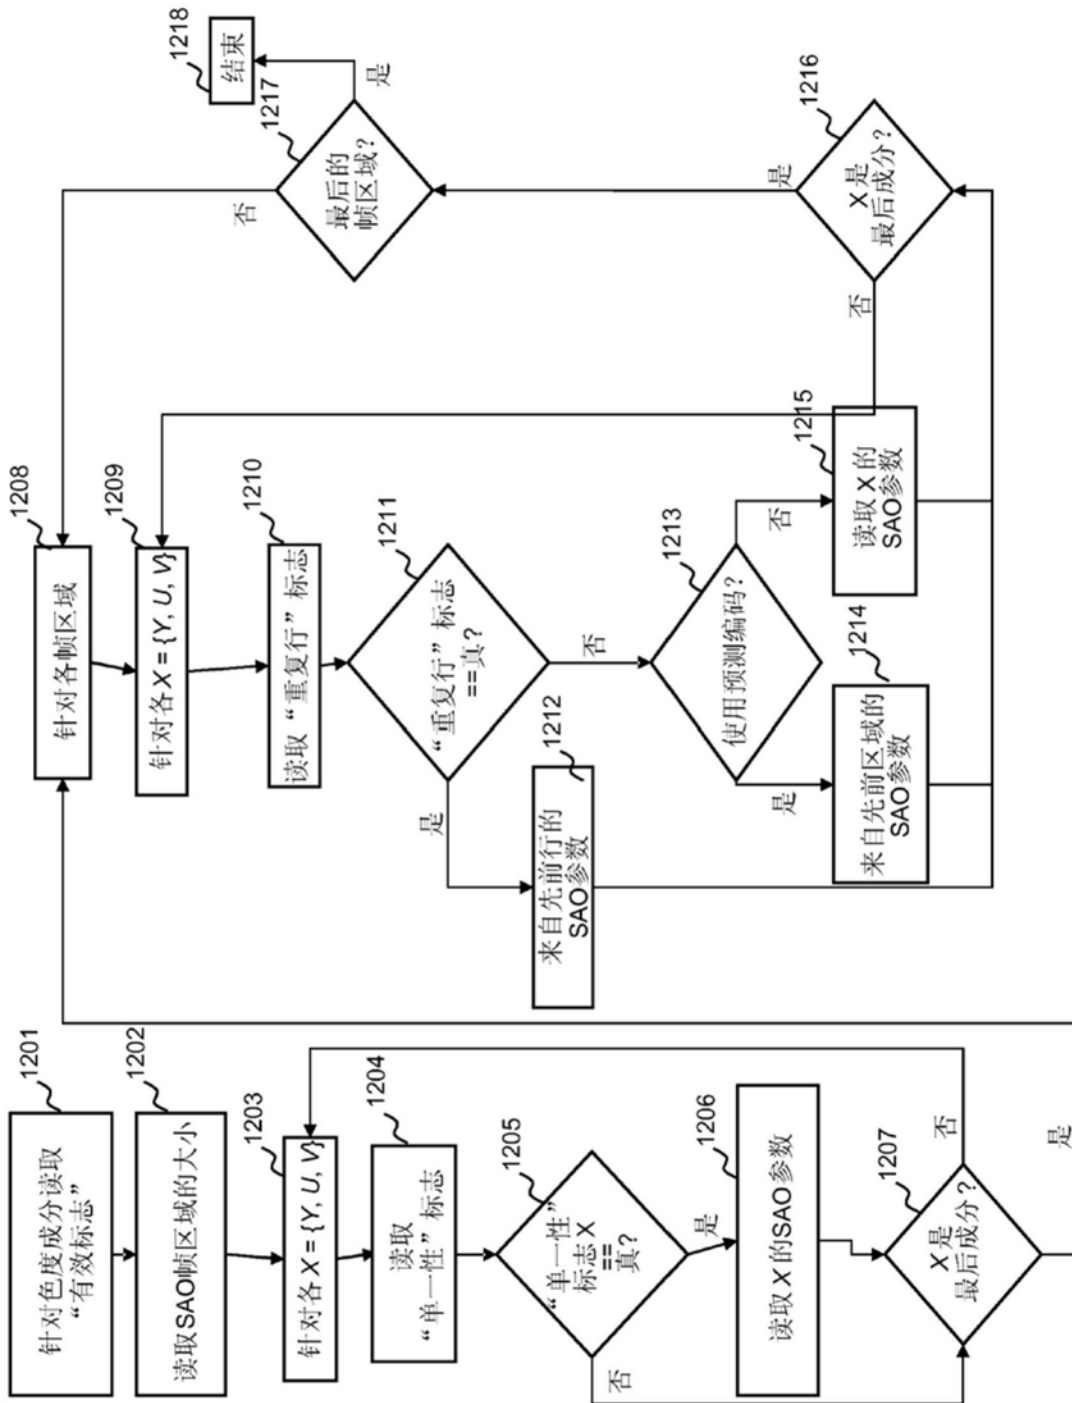 1201
针对色度成分读取
“有效标志”
1202
读取SAO帧区域的大小
1203
针对各 X = {Y, U, V}
1204
读取
“单一性” 标志
1205
“单一性”
标志 X
==
真?
是
否
1206
读取 X 的SAO参数
1207
X 是
最后成分?
否
是
1208
针对各帧区域
1209
针对各 X = {Y, U, V}
1210
读取 “重复行” 标志
1211
“重复行” 标志
==真?
是
否
1212
来自先前行的
SAO参数
1213
使用预测编码?
是
否
1214
来自先前区域的
SAO参数
1215
读取 X 的
SAO参数
1216
X 是
最后成分?
否
是
1217
最后的
帧区域?
否
是
1218
结束